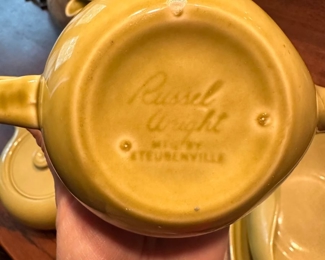 Russel
Wright
MFG. BY
STEUBENVILLE